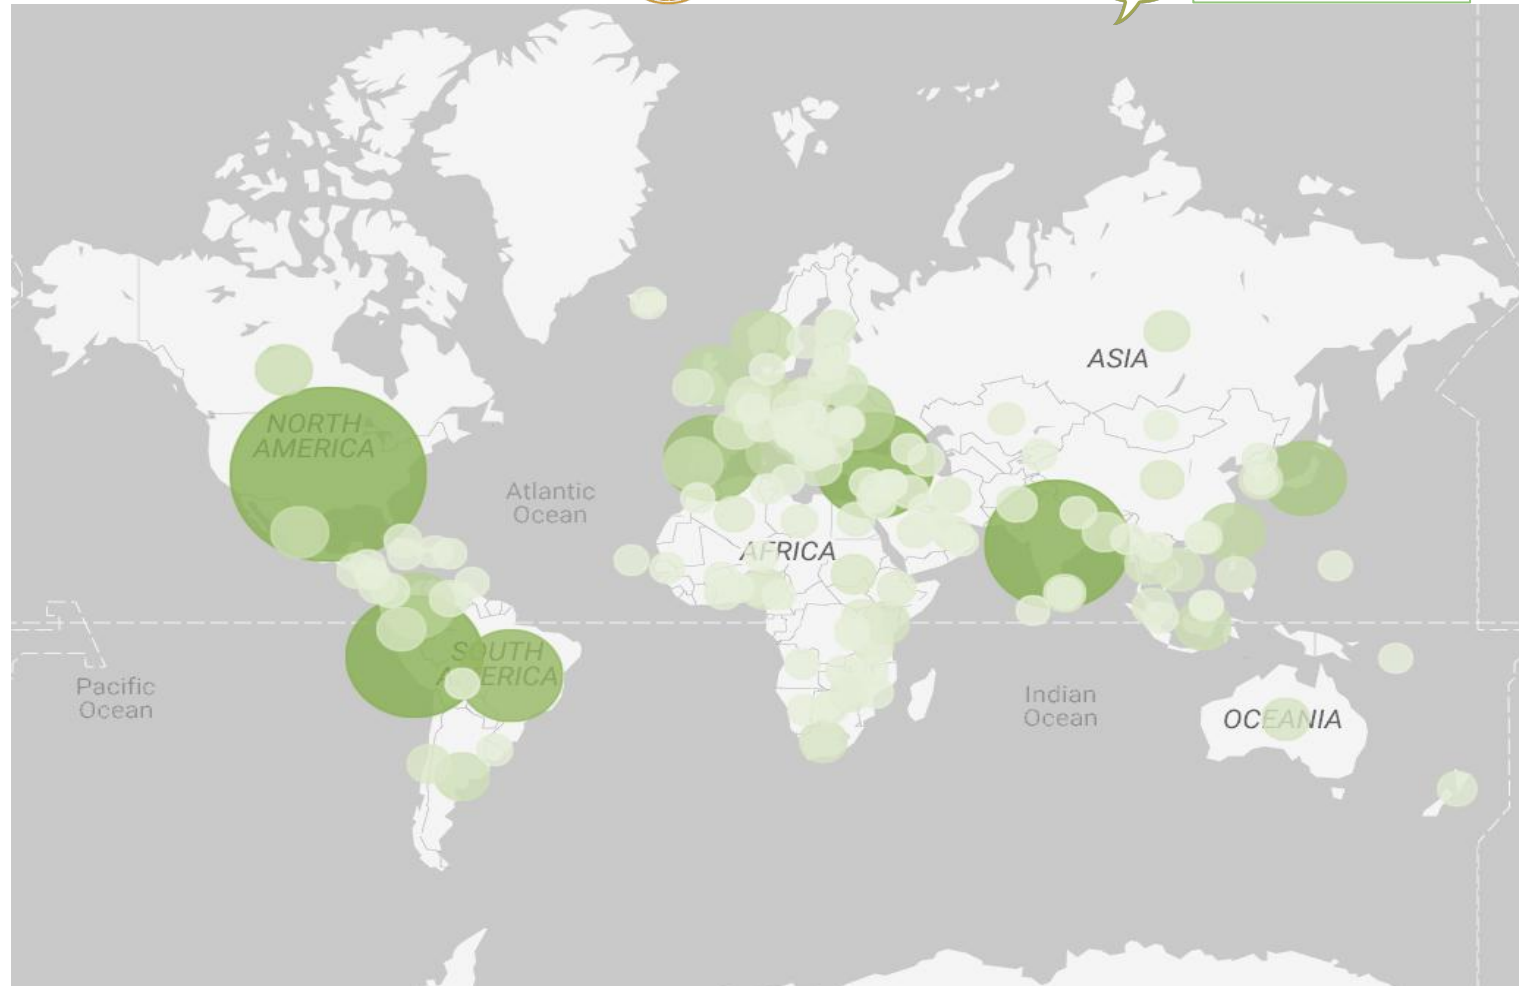 ASIA
NORTH
AMERICA
Atlantic
Ocean
AFRICA
SOUTH
AMERICA
Pacific
Ocean
Indian
Ocean
OCEANIA